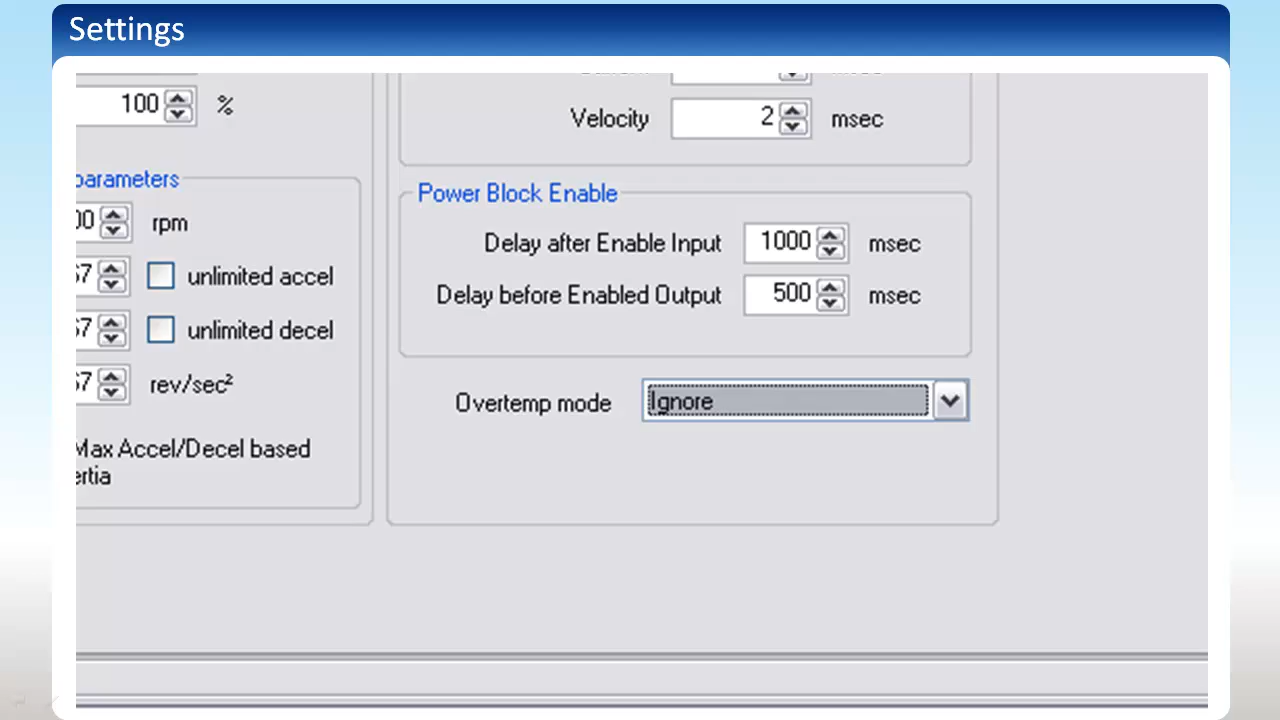 Settings
100 %
Velocity 2 msec
parameters
Power Block Enable
rpm
Delay after Enable Input 1000 msec
unlimited accel
Delay before Enabled Output 500 msec
unlimited decel
rev/sec²
Overtemp mode Ignore
Max Accel/Decel based